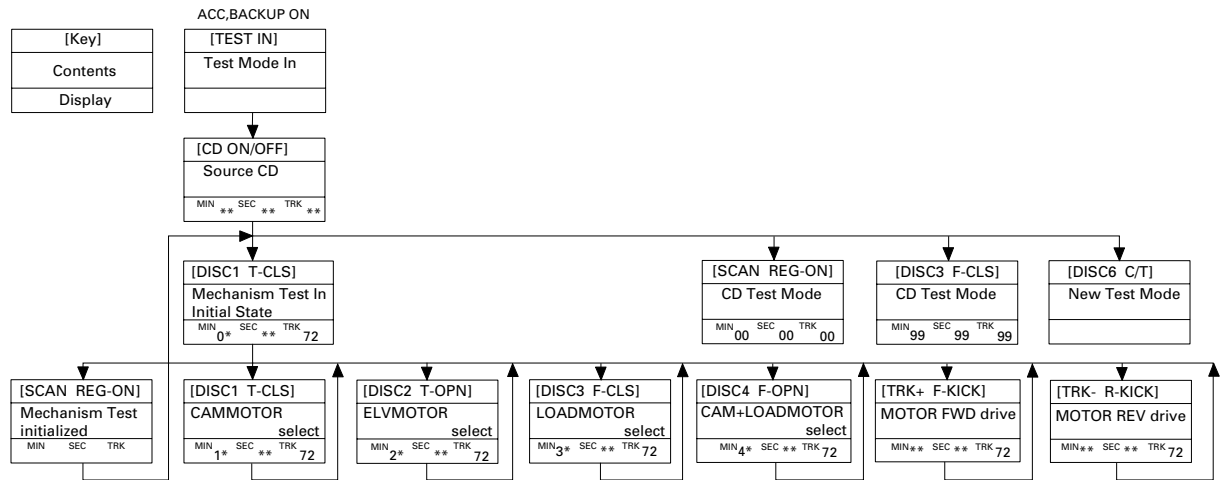 ACC,BACKUP ON
[Key]
Contents
Display
[TEST IN]
Test Mode In
[CD ON/OFF]
Source CD
MIN ** SEC ** TRK **
[DISC1 T-CLS]
Mechanism Test In
Initial State
MIN 0* SEC ** TRK 72
[SCAN REG-ON]
CD Test Mode
MIN 00 SEC 00 TRK 00
[DISC3 F-CLS]
CD Test Mode
MIN 99 SEC 99 TRK 99
[DISC6 C/T]
New Test Mode
[SCAN REG-ON]
Mechanism Test
initialized
MIN SEC TRK
[DISC1 T-CLS]
CAMMOTOR
select
MIN 1* SEC ** TRK 72
[DISC2 T-OPN]
ELVMOTOR
select
MIN 2* SEC ** TRK 72
[DISC3 F-CLS]
LOADMOTOR
select
MIN 3* SEC ** TRK 72
[DISC4 F-OPN]
CAM+LOADMOTOR
select
MIN 4* SEC ** TRK 72
[TRK+ F-KICK]
MOTOR FWD drive
MIN ** SEC ** TRK 72
[TRK- R-KICK]
MOTOR REV drive
MIN ** SEC ** TRK 72